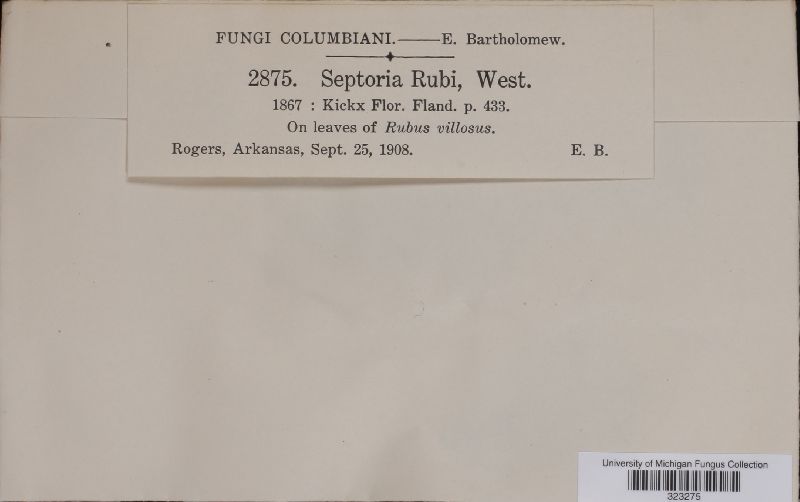 FUNGI COLUMBIANI.——E. Bartholomew.
2875. Septoria Rubi, West.
1867 : Kickx Flor. Fland. p. 433.
On leaves of Rubus villosus.
Rogers, Arkansas, Sept. 25, 1908. E. B.
University of Michigan Fungus Collection
323275